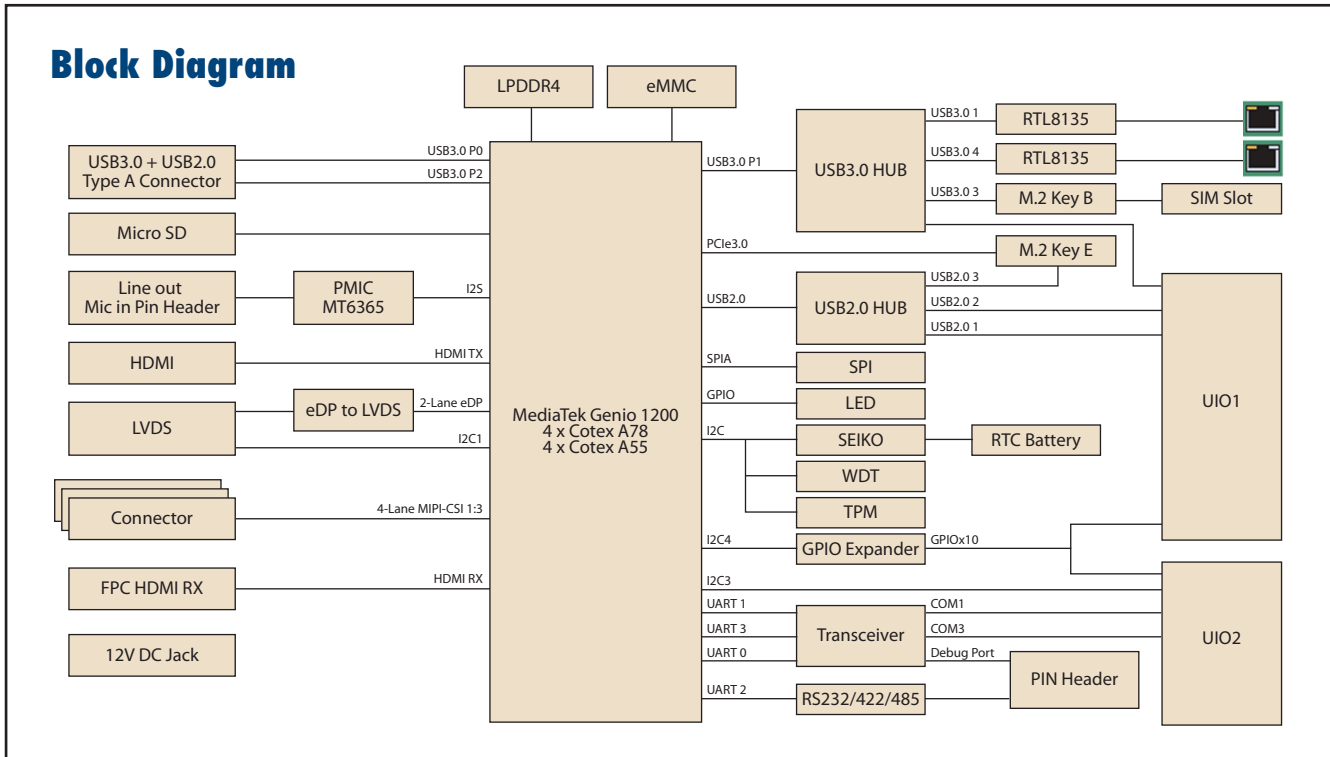 Block Diagram
LPDDR4
eMMC
USB3.0 + USB2.0
Type A Connector
USB3.0 P0
USB3.0 P2
Micro SD
Line out
Mic in Pin Header
PMIC
MT6365
I2S
HDMI
HDMI TX
LVDS
eDP to LVDS
2-Lane eDP
I2C1
Connector
4-Lane MIPI-CSI 1:3
FPC HDMI RX
HDMI RX
12V DC Jack
MediaTek Genio 1200
4 x Cotex A78
4 x Cotex A55
USB3.0 P1
USB3.0 HUB
USB3.0 1
RTL8135
USB3.0 4
RTL8135
USB3.0 3
M.2 Key B
SIM Slot
PCIe3.0
M.2 Key E
USB2.0
USB2.0 HUB
USB2.0 3
USB2.0 2
USB2.0 1
SPIA
SPI
GPIO
LED
I2C
SEIKO
RTC Battery
WDT
TPM
I2C4
GPIO Expander
GPIOx10
I2C3
UART 1
UART 3
UART 0
Transceiver
COM1
COM3
Debug Port
UART 2
RS232/422/485
PIN Header
UIO1
UIO2